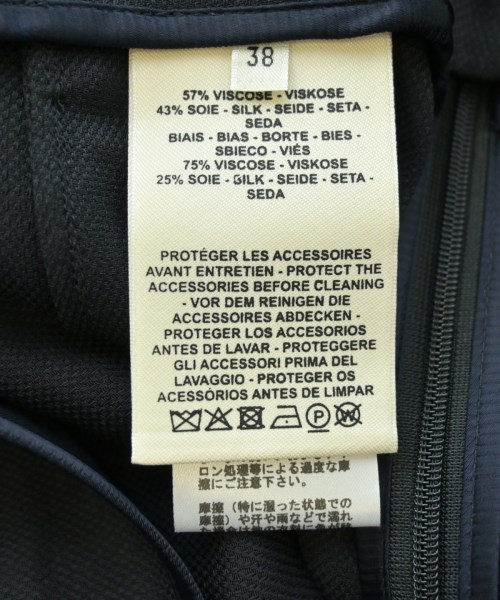 38
57% VISCOSE - VISKOSE
43% SOIE - SILK - SEIDE - SETA -
SEDA
BIAIS - BIAS - BORTE - BIES -
SBIECO - VIÉS
75% VISCOSE - VISKOSE
25% SOIE - SILK - SEIDE - SETA -
SEDA
PROTÉGER LES ACCESSOIRES
AVANT ENTRETIEN - PROTECT THE
ACCESSORIES BEFORE CLEANING
- VOR DEM REINIGEN DIE
ACCESSOIRES ABDECKEN -
PROTEGER LOS ACCESORIOS
ANTES DE LAVAR - PROTEGGERE
GLI ACCESSORI PRIMA DEL
LAVAGGIO - PROTEGER OS
ACESSÓRIOS ANTES DE LIMPAR
P W
ロン処理等による過度な摩
擦にご注意下さい。
摩擦（特に湿った状態での
摩擦）や汗や雨などで濡れ